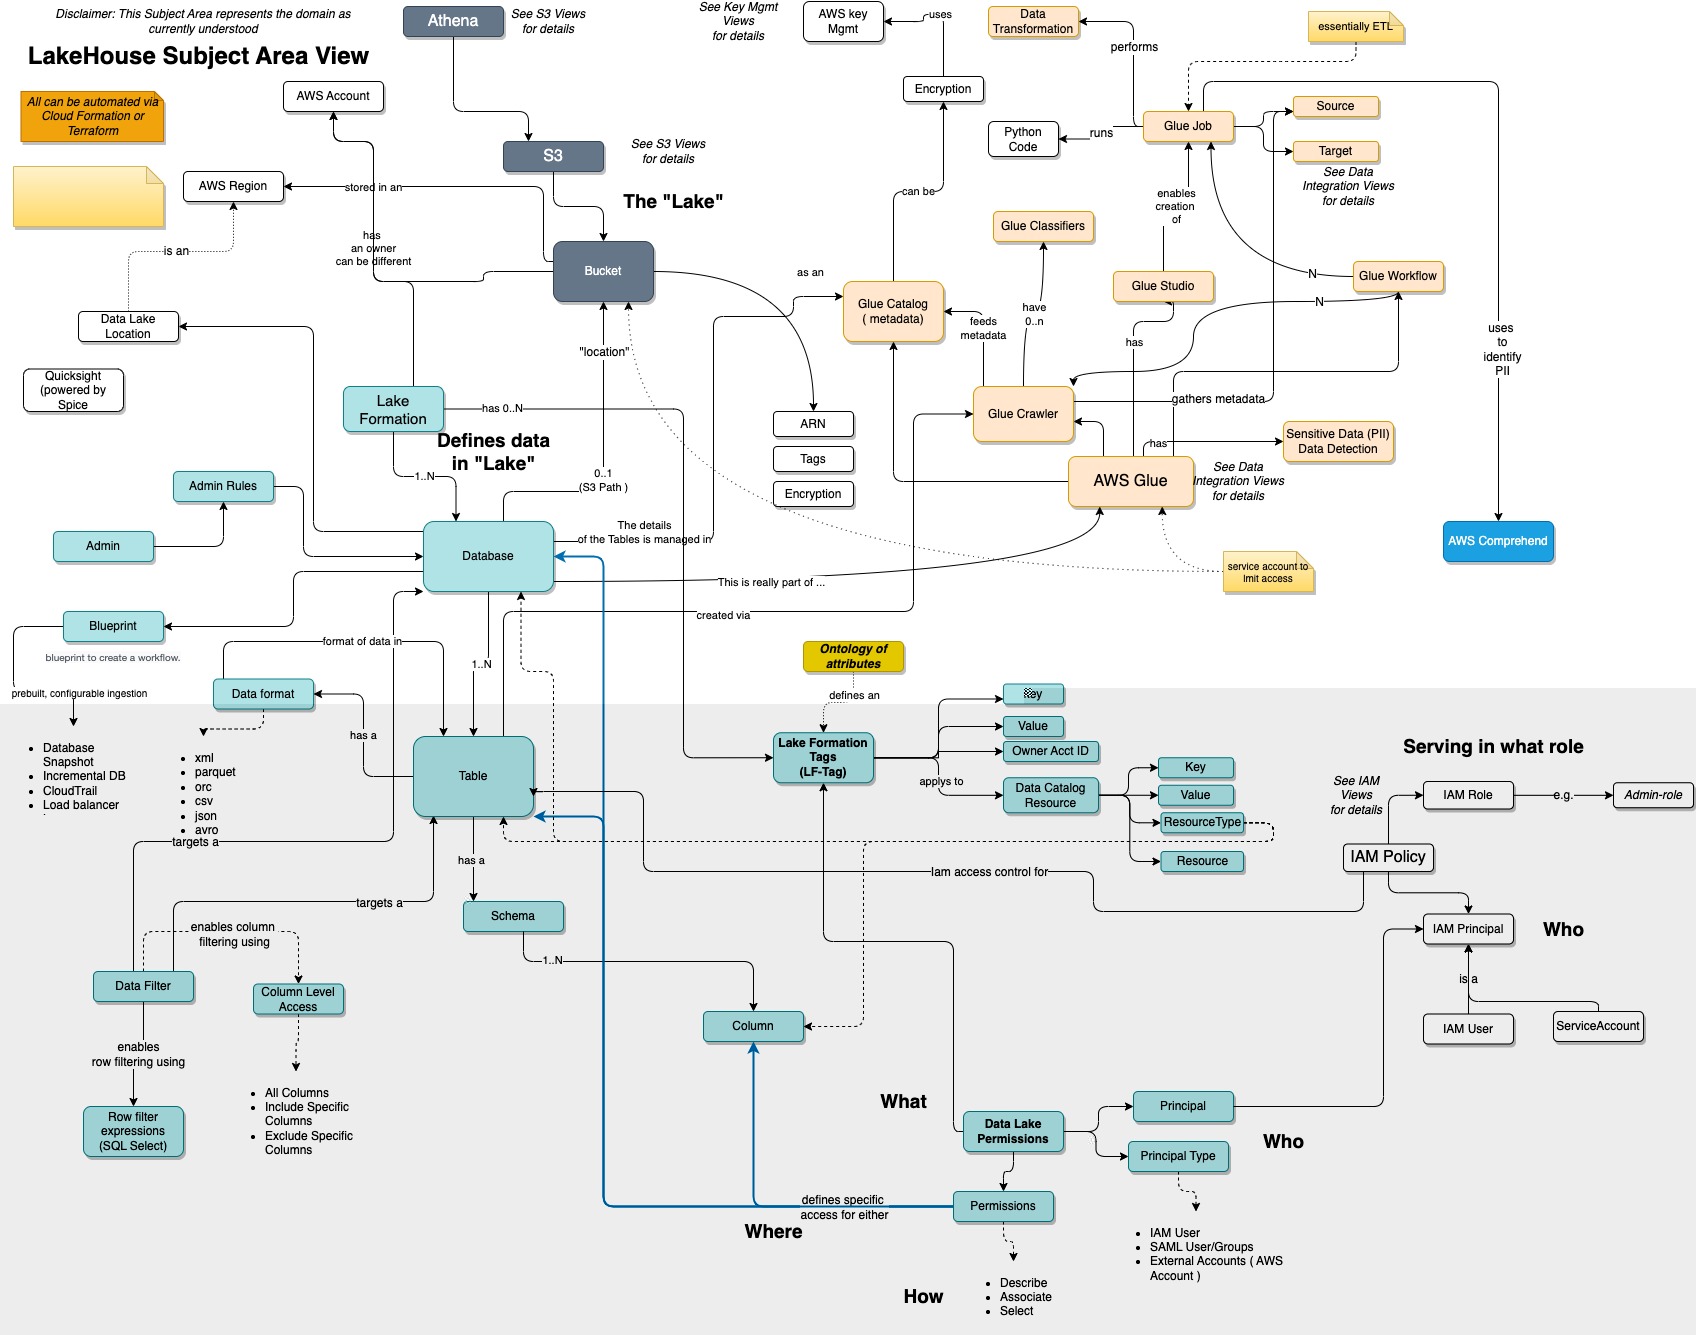 Disclaimer: This Subject Area represents the domain as
currently understood
LakeHouse Subject Area View
All can be automated via
Cloud Formation or
Terraform
Athena
See S3 Views
for details
AWS Account
S3
See S3 Views
for details
AWS Region
stored in an
The "Lake"
has
an owner
can be different
is an
Bucket
Data Lake
Location
Quicksight
(powered by
Spice
"location"
Lake
Formation
has 0..N
Defines data
in "Lake"
1..N
0..1
(S3 Path )
See Key Mgmt
Views
for details
AWS key
Mgmt
uses
Encryption
can be
as an
Glue Catalog
( metadata)
feeds
metadata
ARN
Tags
Encryption
Data
Transformation
performs
essentially ETL
Python
Code
runs
Glue Job
Source
Target
See Data
Integration Views
for details
enables
creation
of
Glue Classifiers
have
0..n
Glue Studio
has
N
Glue Workflow
N
uses
to
identify
PII
Glue Crawler
gathers metadata
has
Sensitive Data (PII)
Data Detection
AWS Glue
See Data
Integration Views
for details
AWS Comprehend
service account to
lmit access
Admin Rules
Admin
Database
The details
of the Tables is managed in
This is really part of ...
created via
Blueprint
blueprint to create a workflow.
prebuilt, configurable ingestion
• Database
Snapshot
• Incremental DB
• CloudTrail
• Load balancer
.
format of data in
Data format
has a
1..N
• xml
• parquet
• orc
• csv
• json
• avro
targets a
Table
has a
targets a
Schema
1..N
Column
enables column
filtering using
Data Filter
Column Level
Access
enables
row filtering using
Row filter
expressions
(SQL Select)
• All Columns
• Include Specific
Columns
• Exclude Specific
Columns
Ontology of
attributes
defines an
Lake Formation
Tags
(LF-Tag)
Key
Value
Owner Acct ID
applys to
Data Catalog
Resource
Key
Value
ResourceType
Resource
Iam access control for
Serving in what role
See IAM
Views
for details
IAM Role
e.g.
Admin-role
IAM Policy
IAM Principal
Who
is a
IAM User
ServiceAccount
What
Data Lake
Permissions
Principal
Who
Principal Type
• IAM User
• SAML User/Groups
• External Accounts ( AWS
Account )
Permissions
defines specific
access for either
Where
How
• Describe
• Associate
• Select